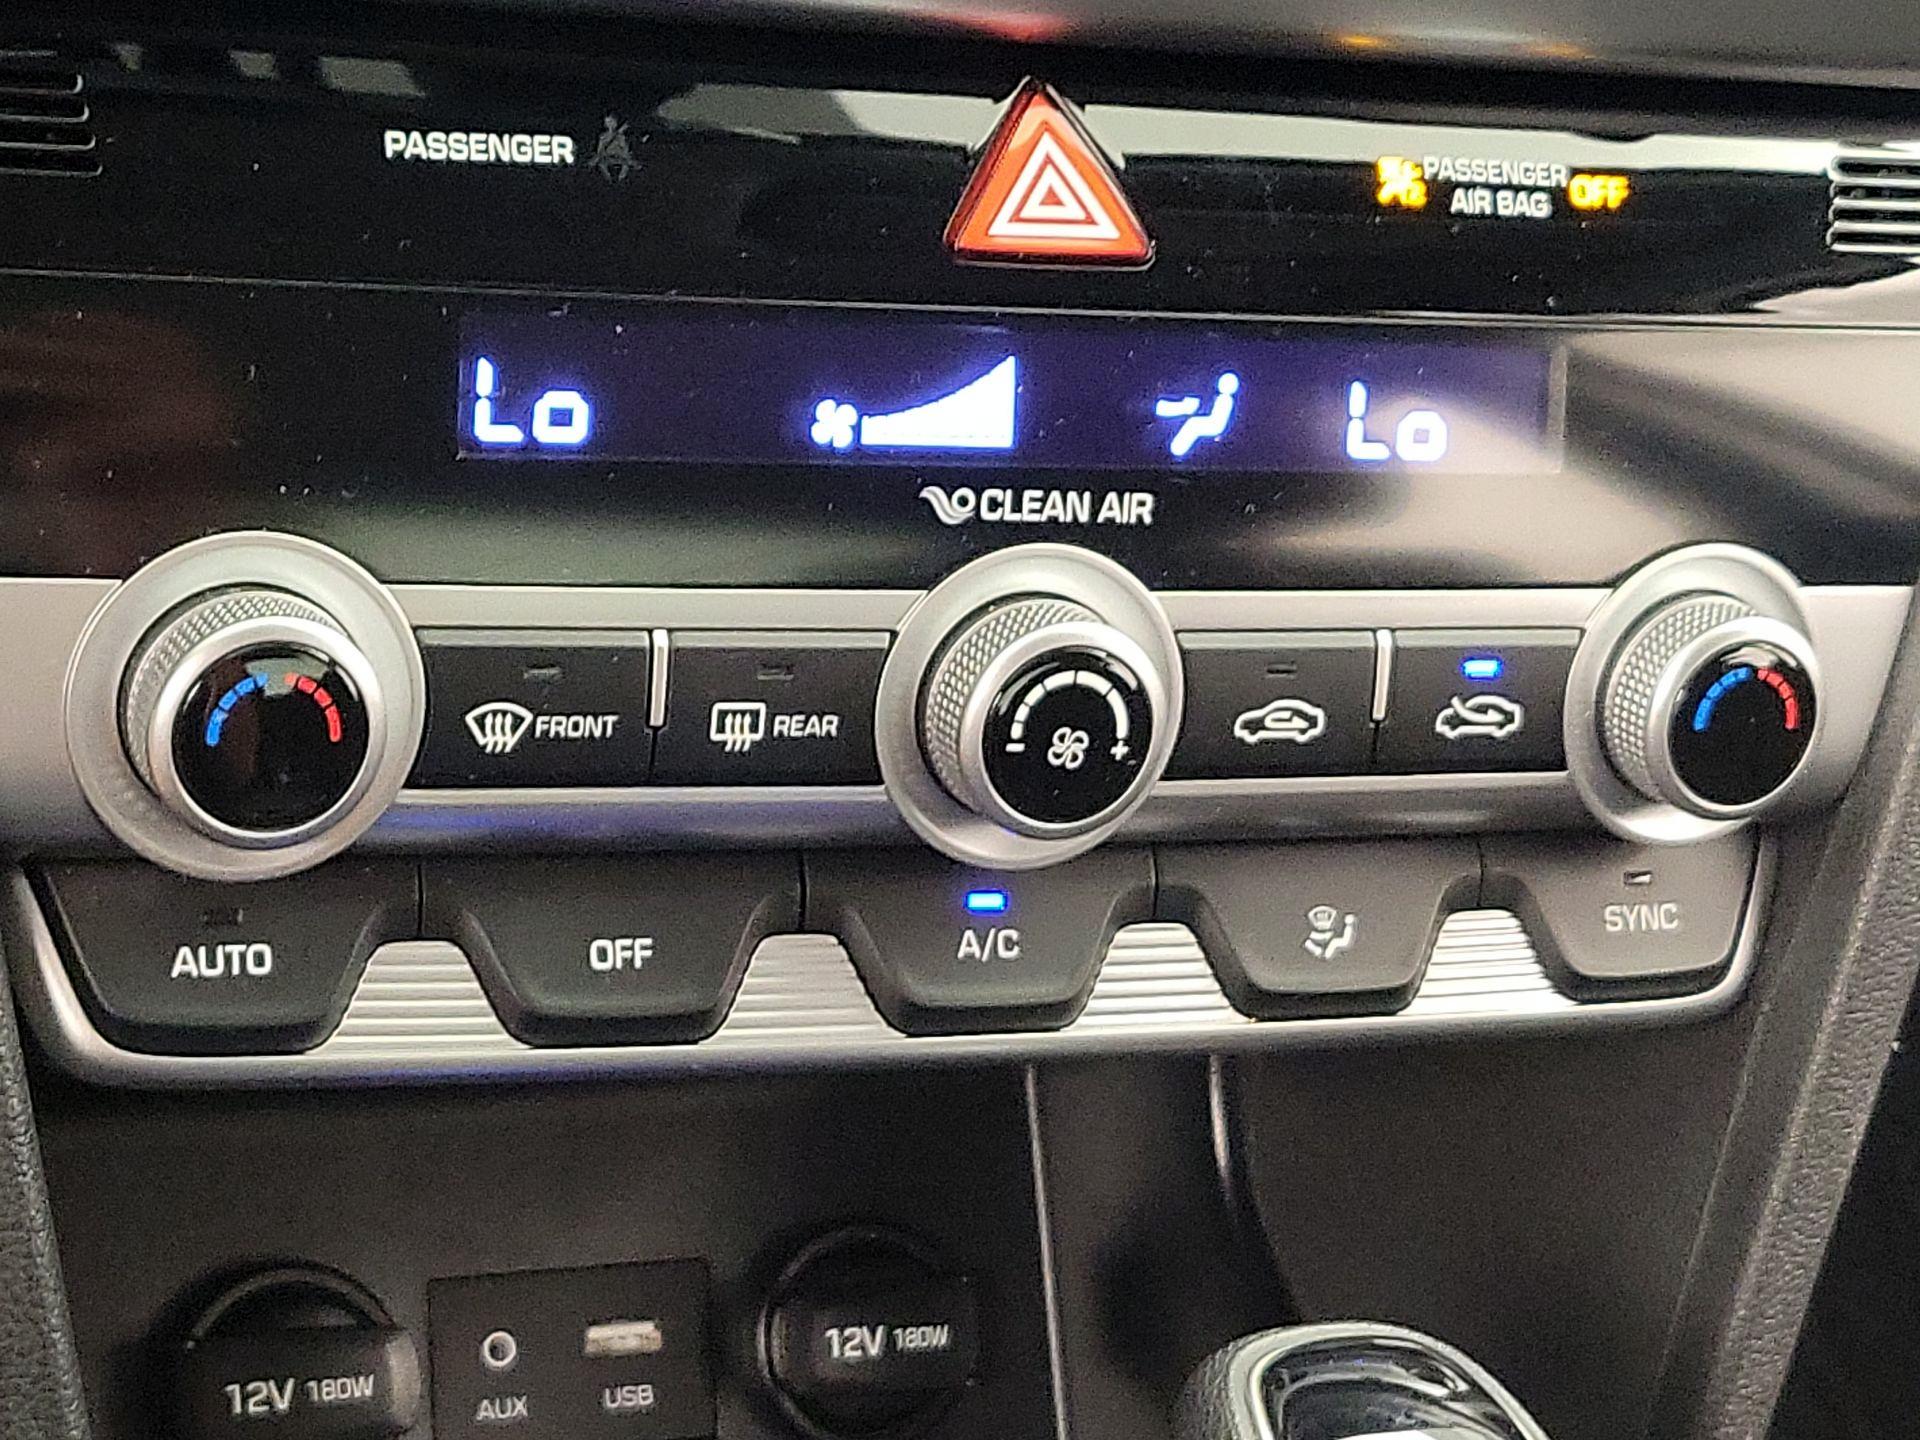 PASSENGER
PASSENGER
AIR BAG OFF
Lo Lo
CLEAN AIR
FRONT
REAR
- +
AUTO
OFF
A/C
SYNC
12V 180W
AUX
USB
12V 180W